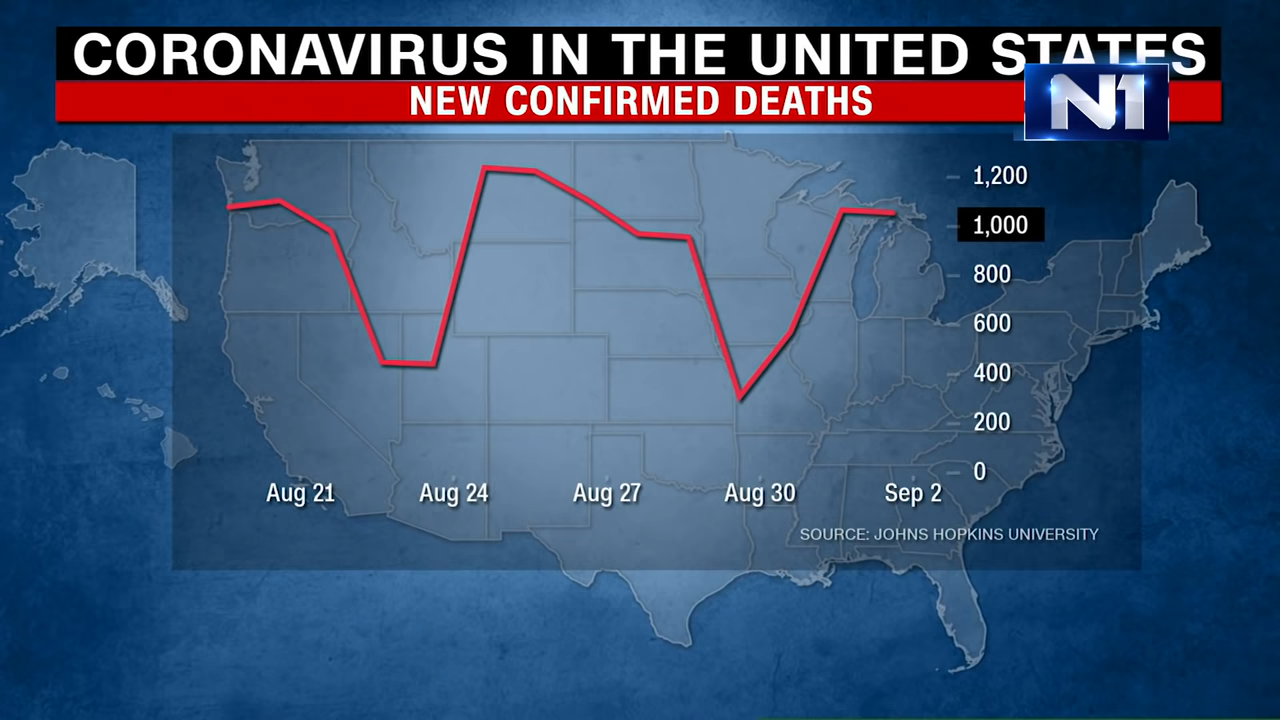 CORONAVIRUS IN THE UNITED STATES
NEW CONFIRMED DEATHS
N1
1,200
1,000
800
600
400
200
0
Aug 21 Aug 24 Aug 27 Aug 30 Sep 2
SOURCE: JOHNS HOPKINS UNIVERSITY